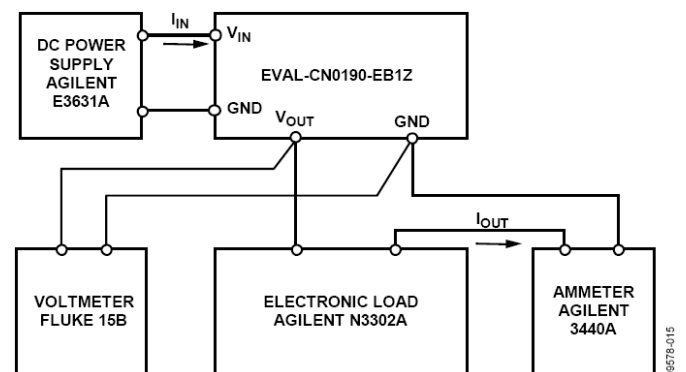 I_IN
V_IN
DC POWER
SUPPLY
AGILENT
E3631A
EVAL-CN0190-EB1Z
GND
V_OUT
GND
I_OUT
VOLTMETER
FLUKE 15B
ELECTRONIC LOAD
AGILENT N3302A
AMMETER
AGILENT
3440A
09578-015